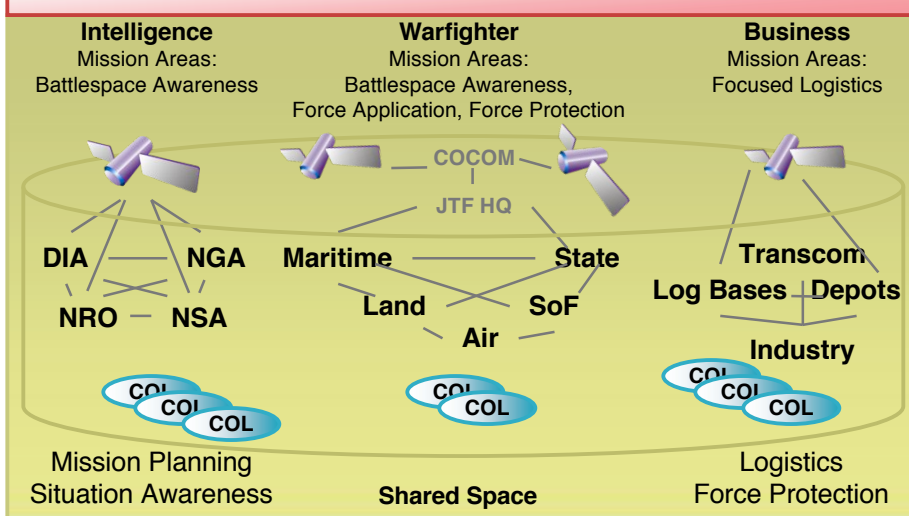 Intelligence
Mission Areas:
Battlespace Awareness
Warfighter
Mission Areas:
Battlespace Awareness,
Force Application, Force Protection
Business
Mission Areas:
Focused Logistics
COCOM
JTF HQ
DIA
NGA
NRO
NSA
Maritime
State
Land
SoF
Air
Transcom
Log Bases
Depots
Industry
COL
COL
COL
COL
COL
COL
COL
COL
Mission Planning
Situation Awareness
Shared Space
Logistics
Force Protection